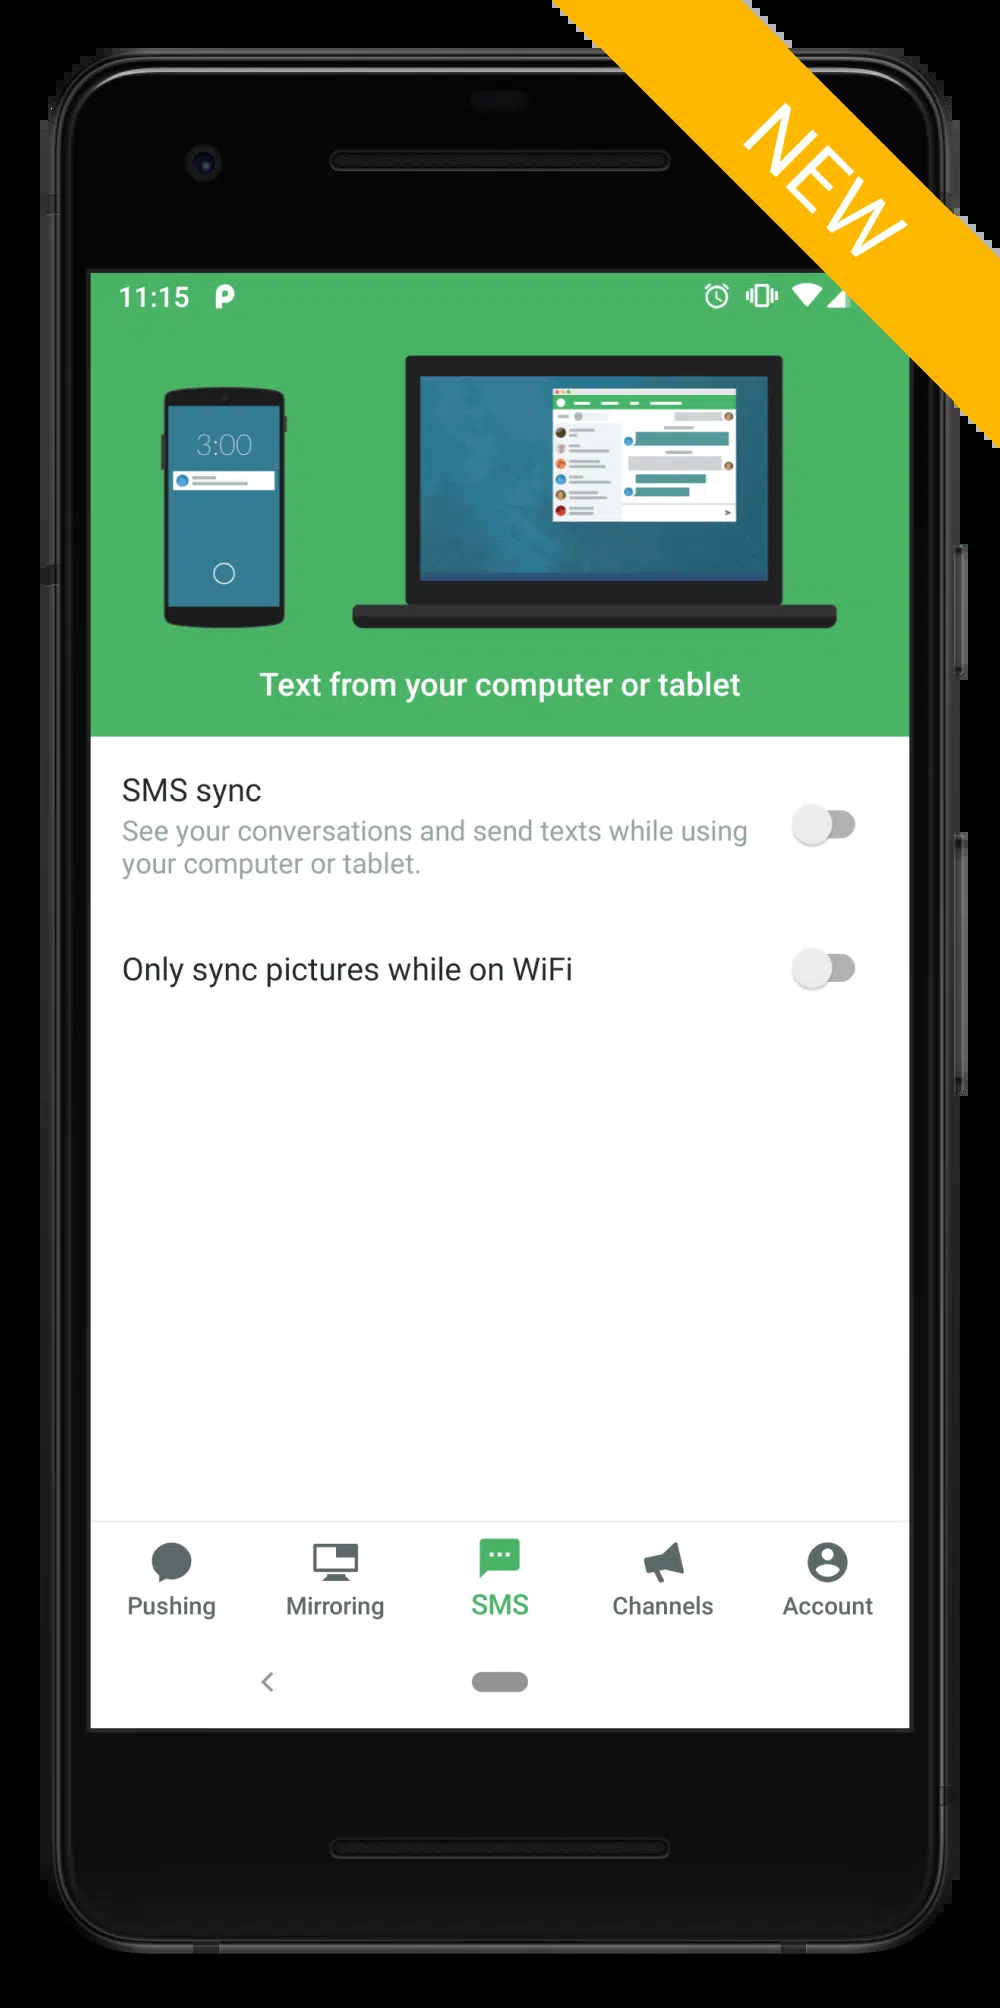 NEW
11:15
3:00
Text from your computer or tablet
SMS sync
See your conversations and send texts while using
your computer or tablet.
Only sync pictures while on WiFi
Pushing
Mirroring
SMS
Channels
Account